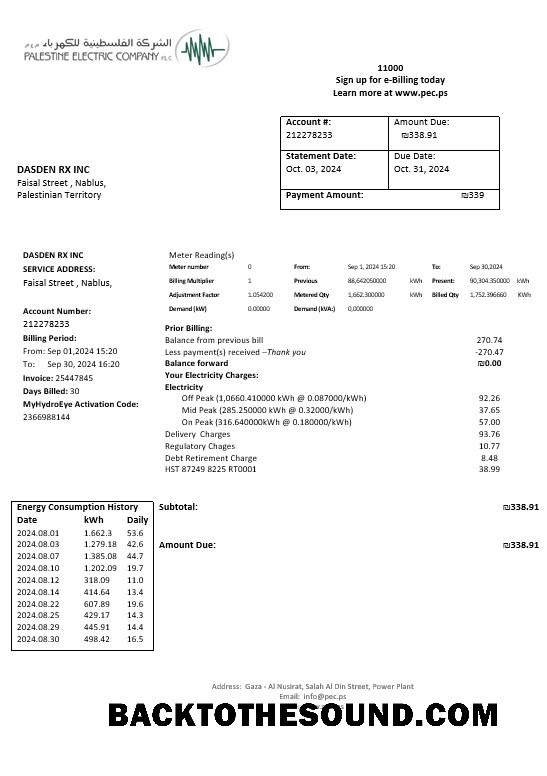 الشركة الفلسطينية للكهرباء م.ع.م
PALESTINE ELECTRIC COMPANY PLC
11000
Sign up for e-Billing today
Learn more at www.pec.ps
Account #:
212278233
Amount Due:
₪338.91
Statement Date:
Oct. 03, 2024
Due Date:
Oct. 31, 2024
Payment Amount: ₪339
DASDEN RX INC
Faisal Street , Nablus,
Palestinian Territory
DASDEN RX INC
SERVICE ADDRESS:
Faisal Street , Nablus,
Account Number:
212278233
Billing Period:
From: Sep 01,2024 15:20
To: Sep 30, 2024 16:20
Invoice: 25447845
Days Billed: 30
MyHydroEye Activation Code:
2366988144
Meter Reading(s)
Meter number 0 From: Sep 1, 2024 15:20 To: Sep 30,2024
Billing Multiplier 1 Previous 88,642050000 kWh Present: 90,304.350000 kWh
Adjustment Factor 1.054200 Metered Qty 1,662.300000 kWh Billed Qty 1,752.396660 KWh
Demand (kW) 0.00000 Demand (kVA:) 0,000000
Prior Billing:
Balance from previous bill 270.74
Less payment(s) received –Thank you -270.47
Balance forward ₪0.00
Your Electricity Charges:
Electricity
Off Peak (1,0660.410000 kWh @ 0.087000/kWh) 92.26
Mid Peak (285.250000 kWh @ 0.32000/kWh) 37.65
On Peak (316.640000kWh @ 0.180000/kWh) 57.00
Delivery Charges 93.76
Regulatory Chages 10.77
Debt Retirement Charge 8.48
HST 87249 8225 RT0001 38.99
Energy Consumption History
Date kWh Daily
2024.08.01 1.662.3 53.6
2024.08.03 1.279.18 42.6
2024.08.07 1.385.08 44.7
2024.08.10 1.202.09 19.7
2024.08.12 318.09 11.0
2024.08.14 414.64 13.4
2024.08.22 607.89 19.6
2024.08.25 429.17 14.3
2024.08.29 445.91 14.4
2024.08.30 498.42 16.5
Subtotal: ₪338.91
Amount Due: ₪338.91
Address: Gaza - Al Nusirat, Salah Al Din Street, Power Plant
Email: info@pec.ps
BACKTOTHESOUND.COM